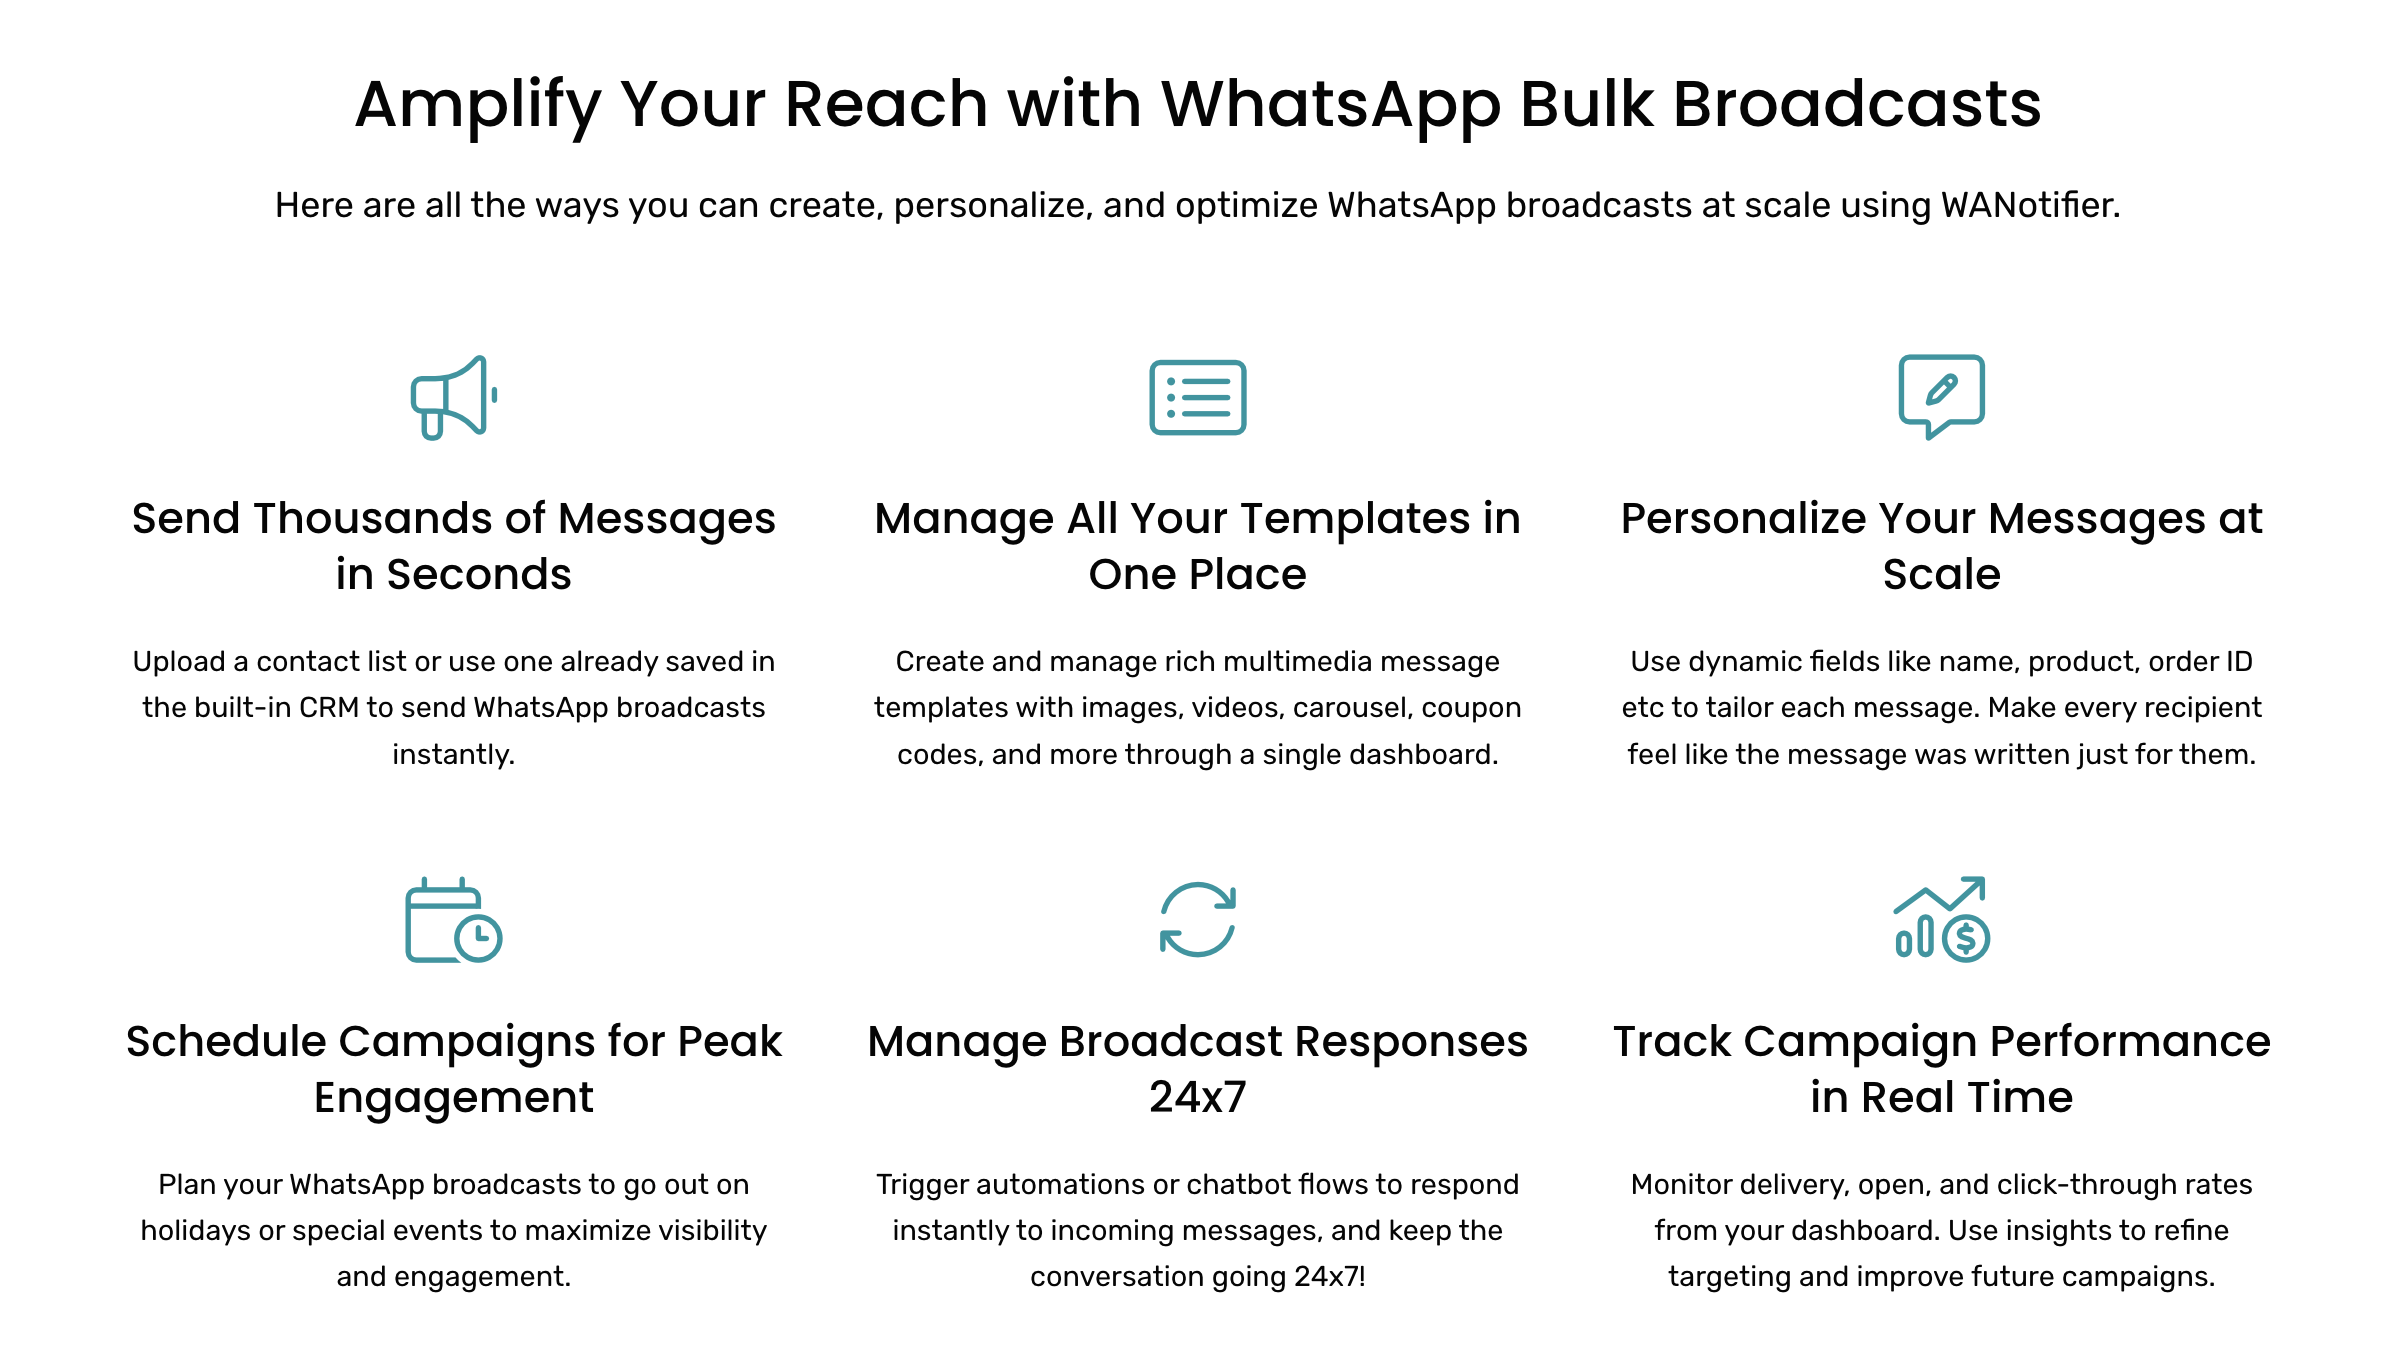 Amplify Your Reach with WhatsApp Bulk Broadcasts
Here are all the ways you can create, personalize, and optimize WhatsApp broadcasts at scale using WANotifier.
Send Thousands of Messages
in Seconds
Upload a contact list or use one already saved in
the built-in CRM to send WhatsApp broadcasts
instantly.
Manage All Your Templates in
One Place
Create and manage rich multimedia message
templates with images, videos, carousel, coupon
codes, and more through a single dashboard.
Personalize Your Messages at
Scale
Use dynamic fields like name, product, order ID
etc to tailor each message. Make every recipient
feel like the message was written just for them.
Schedule Campaigns for Peak
Engagement
Plan your WhatsApp broadcasts to go out on
holidays or special events to maximize visibility
and engagement.
Manage Broadcast Responses
24x7
Trigger automations or chatbot flows to respond
instantly to incoming messages, and keep the
conversation going 24x7!
Track Campaign Performance
in Real Time
Monitor delivery, open, and click-through rates
from your dashboard. Use insights to refine
targeting and improve future campaigns.